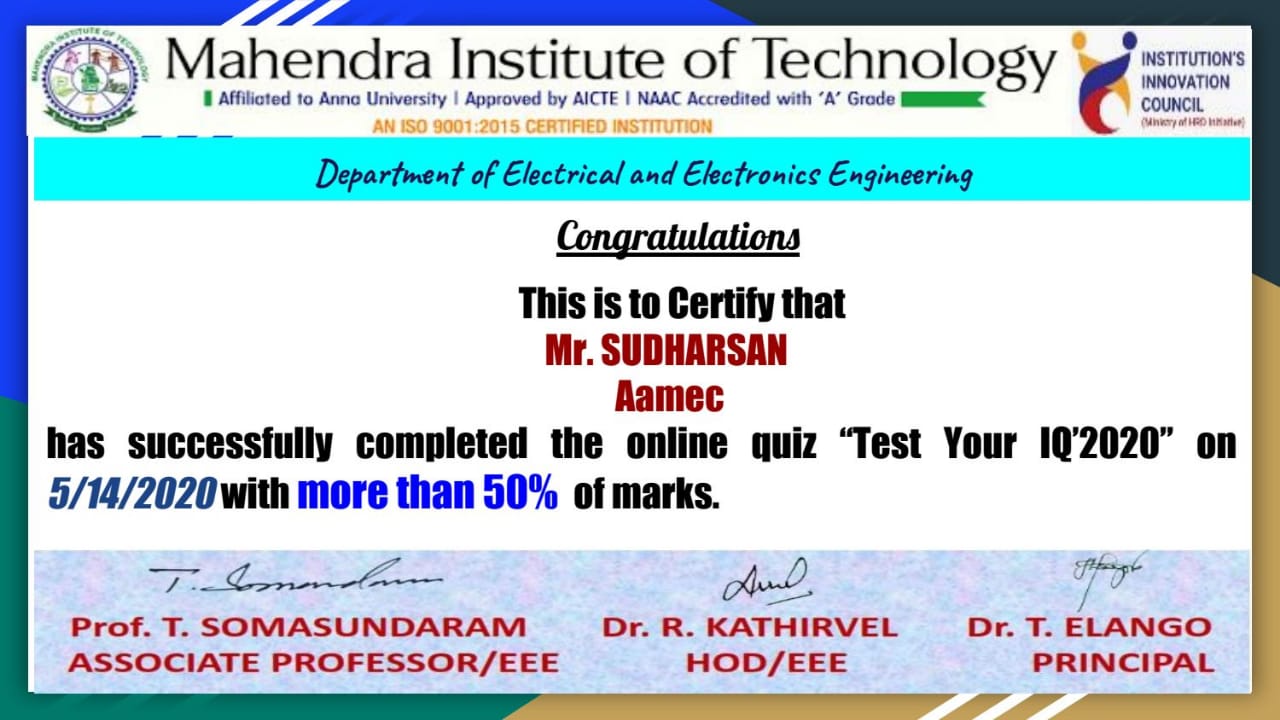 Mahendra Institute of Technology
Affiliated to Anna University | Approved by AICTE | NAAC Accredited with ‘A’ Grade
AN ISO 9001:2015 CERTIFIED INSTITUTION
MAHENDRA INSTITUTE OF TECHNOLOGY
INSTITUTION'S
INNOVATION
COUNCIL
(Ministry of HRD Initiative)
Department of Electrical and Electronics Engineering
Congratulations
This is to Certify that
Mr. SUDHARSAN
Aamec
has successfully completed the online quiz “Test Your IQ’2020” on
5/14/2020 with more than 50% of marks.
T. Somasundaram
Prof. T. SOMASUNDARAM
ASSOCIATE PROFESSOR/EEE
Dr. R. KATHIRVEL
HOD/EEE
Dr. T. ELANGO
PRINCIPAL